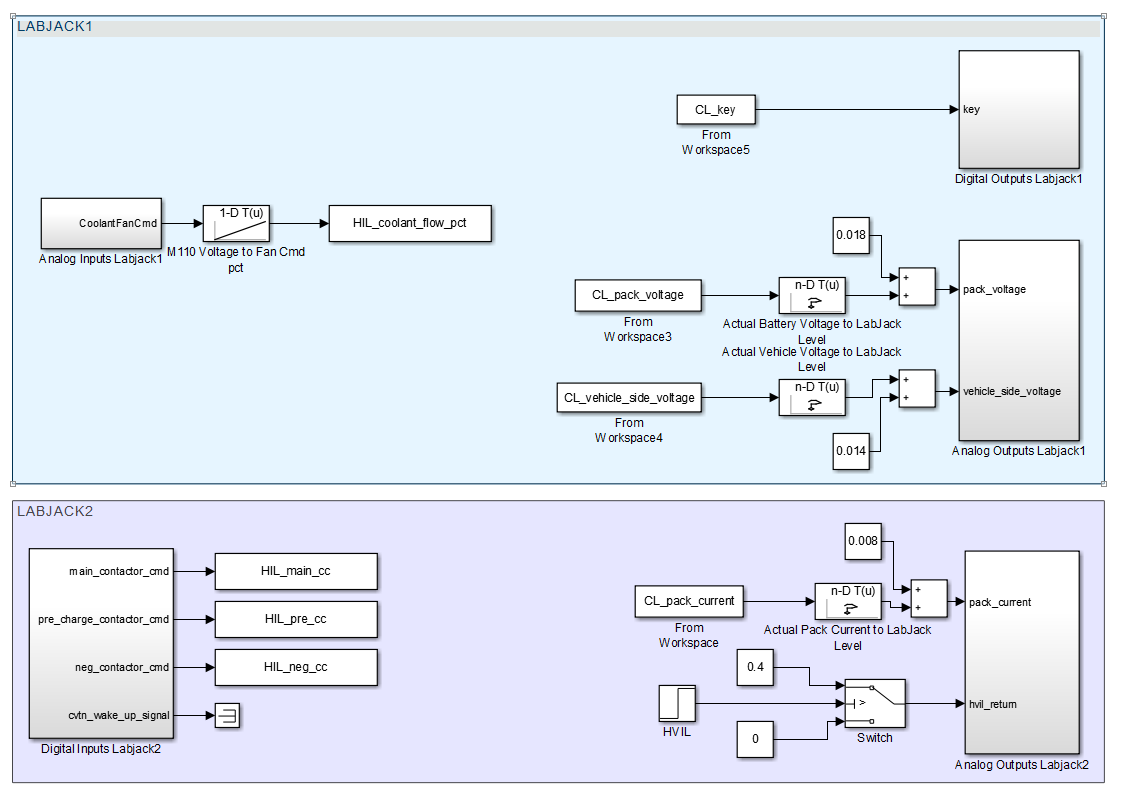 LABJACK1
CL_key
From
Workspace5
key
Digital Outputs Labjack1
CoolantFanCmd
Analog Inputs Labjack1
1-D T(u)
M110 Voltage to Fan Cmd
pct
HIL_coolant_flow_pct
0.018
CL_pack_voltage
From
Workspace3
n-D T(u)
Actual Battery Voltage to LabJack
Level
+
+
pack_voltage
Actual Vehicle Voltage to LabJack
Level
CL_vehicle_side_voltage
From
Workspace4
n-D T(u)
+
+
0.014
vehicle_side_voltage
Analog Outputs Labjack1
LABJACK2
main_contactor_cmd
HIL_main_cc
pre_charge_contactor_cmd
HIL_pre_cc
neg_contactor_cmd
HIL_neg_cc
cvtn_wake_up_signal
Digital Inputs Labjack2
0.008
CL_pack_current
From
Workspace
n-D T(u)
Actual Pack Current to LabJack
Level
+
+
pack_current
0.4
HVIL
0
>
Switch
hvil_return
Analog Outputs Labjack2